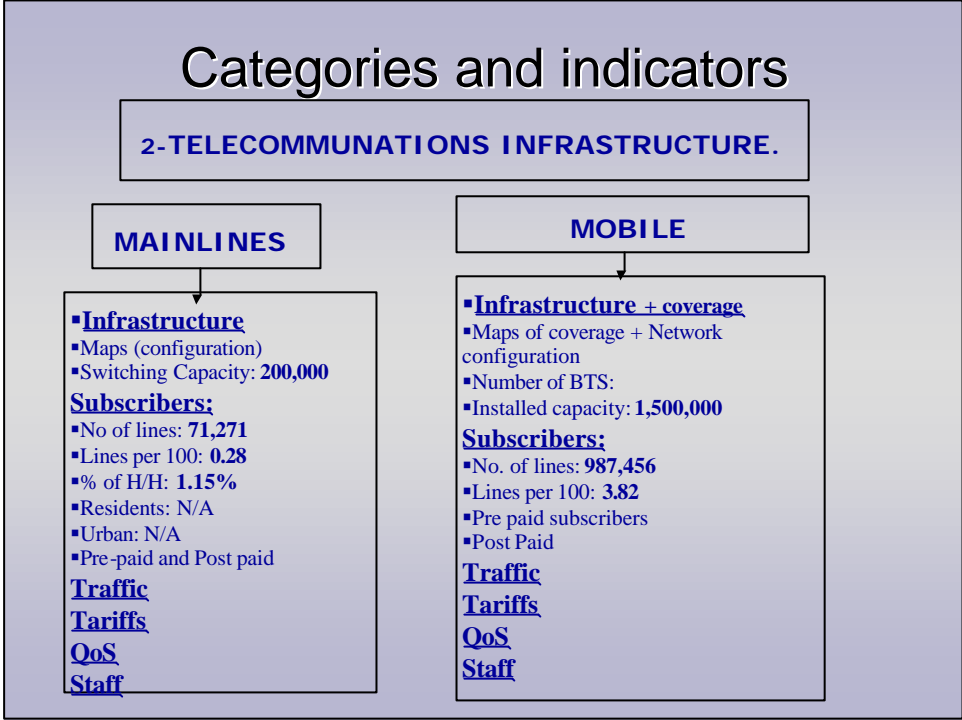 Categories and indicators
2-TELECOMMUNATIONS INFRASTRUCTURE.
MAINLINES
▪Infrastructure
▪Maps (configuration)
▪Switching Capacity: 200,000
Subscribers:
▪No of lines: 71,271
▪Lines per 100: 0.28
▪% of H/H: 1.15%
▪Residents: N/A
▪Urban: N/A
▪Pre-paid and Post paid
Traffic
Tariffs
QoS
Staff
MOBILE
▪Infrastructure + coverage
▪Maps of coverage + Network
configuration
▪Number of BTS:
▪Installed capacity: 1,500,000
Subscribers:
▪No. of lines: 987,456
▪Lines per 100: 3.82
▪Pre paid subscribers
▪Post Paid
Traffic
Tariffs
QoS
Staff